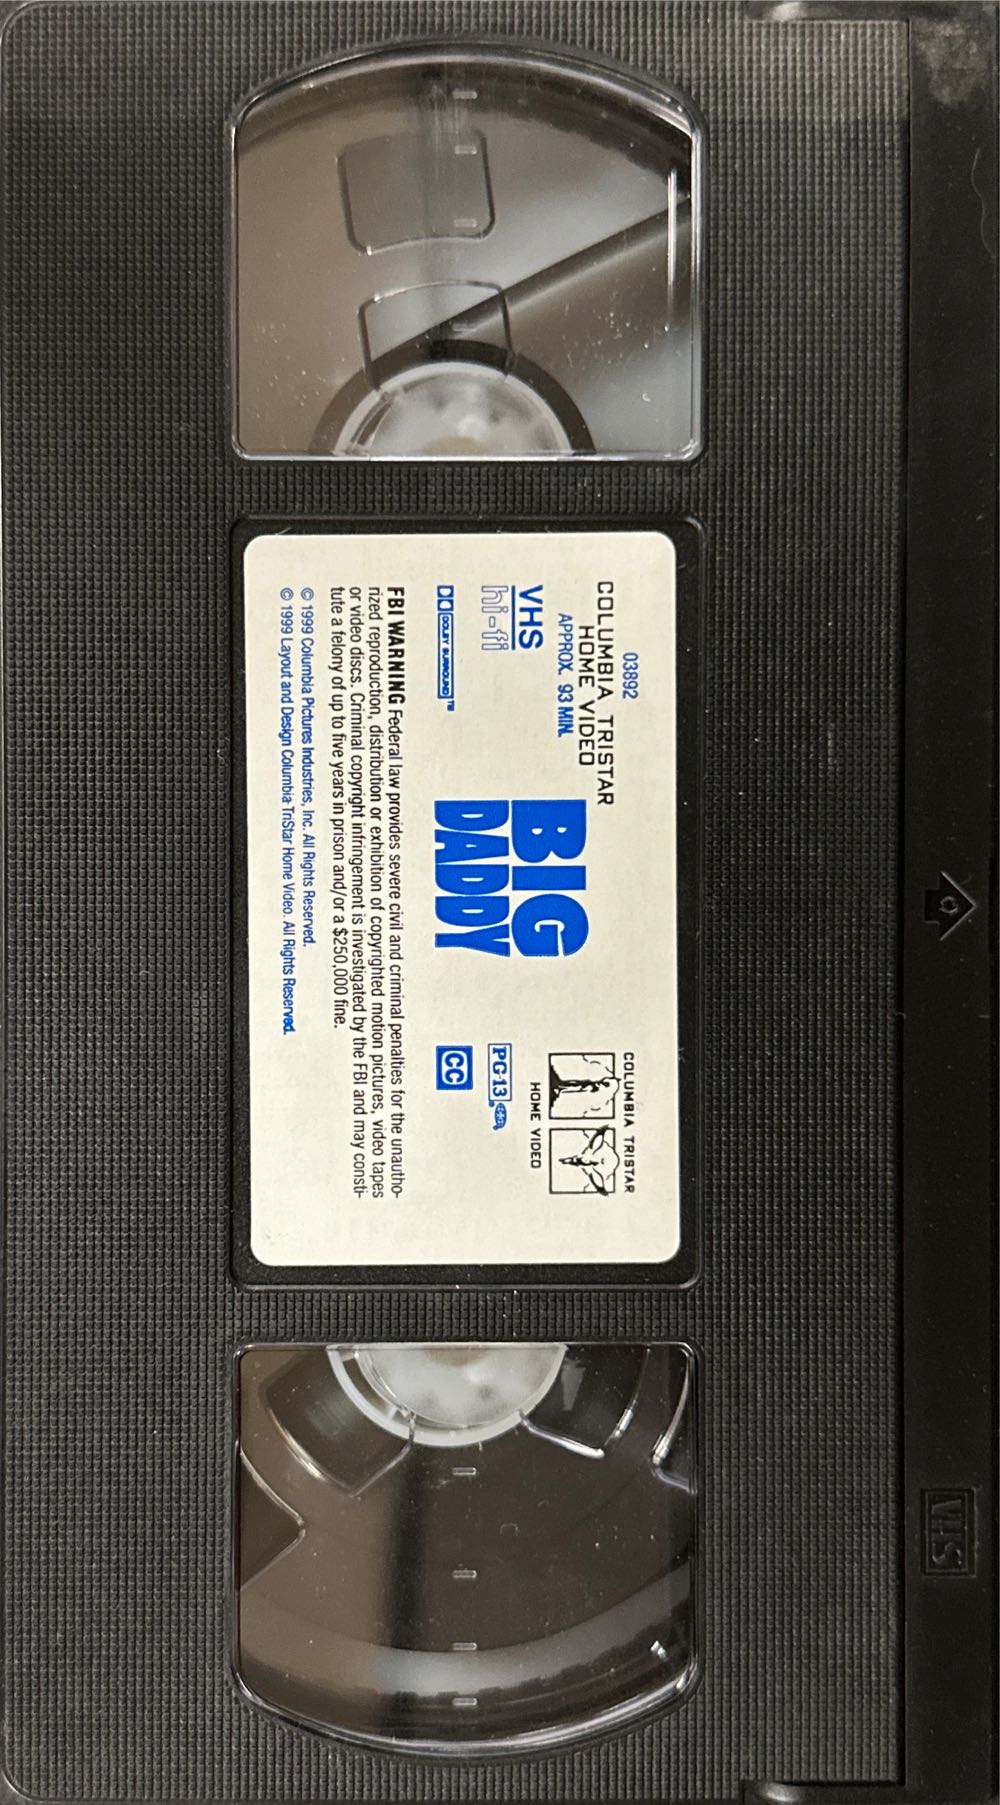 03892
COLUMBIA TRISTAR
HOME VIDEO
APPROX. 93 MIN.
VHS
hi-fi
DOLBY SURROUND™
BIG
DADDY
COLUMBIA TRISTAR
HOME VIDEO
PG-13
CC
FBI WARNING Federal law provides severe civil and criminal penalties for the unautho-
rized reproduction, distribution or exhibition of copyrighted motion pictures, video tapes
or video discs. Criminal copyright infringement is investigated by the FBI and may consti-
tute a felony of up to five years in prison and/or a $250,000 fine.
© 1999 Columbia Pictures Industries, Inc. All Rights Reserved.
© 1999 Layout and Design Columbia TriStar Home Video. All Rights Reserved.
VHS